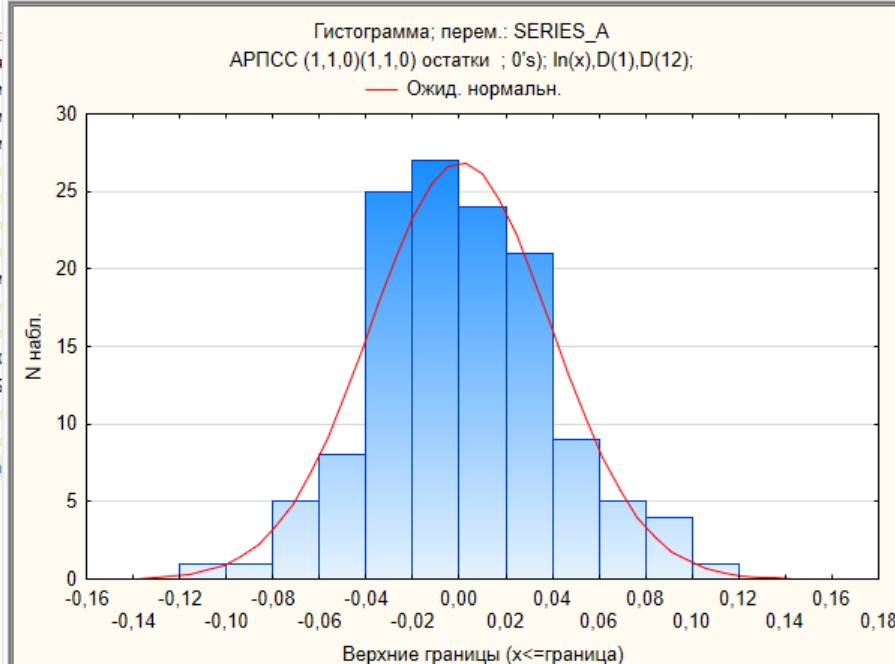 Гистограмма; перем.: SERIES_A
АРПСС (1,1,0)(1,1,0) остатки ; 0's); ln(x),D(1),D(12);
Ожид. нормальн.
30
25
20
15
10
5
0
N набл.
-0,16 -0,12 -0,08 -0,04 0,00 0,04 0,08 0,12 0,16
-0,14 -0,10 -0,06 -0,02 0,02 0,06 0,10 0,14 0,18
Верхние границы (x<=граница)